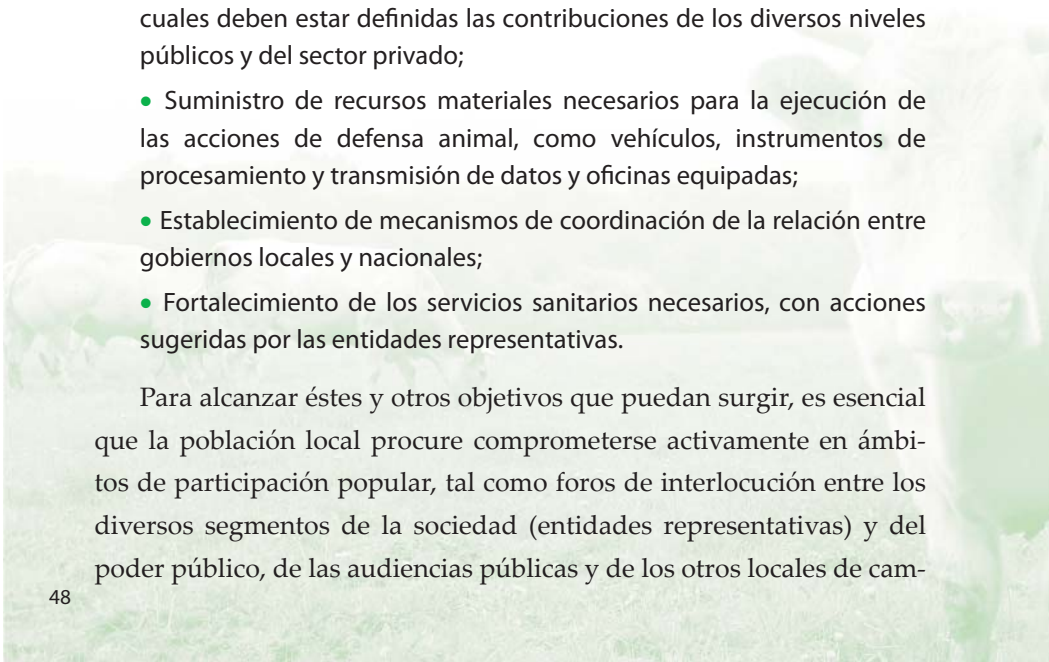 cuales deben estar definidas las contribuciones de los diversos niveles
públicos y del sector privado;
• Suministro de recursos materiales necesarios para la ejecución de
las acciones de defensa animal, como vehículos, instrumentos de
procesamiento y transmisión de datos y oficinas equipadas;
• Establecimiento de mecanismos de coordinación de la relación entre
gobiernos locales y nacionales;
• Fortalecimiento de los servicios sanitarios necesarios, con acciones
sugeridas por las entidades representativas.
Para alcanzar éstes y otros objetivos que puedan surgir, es esencial
que la población local procure comprometerse activamente en ámbi-
tos de participación popular, tal como foros de interlocución entre los
diversos segmentos de la sociedad (entidades representativas) y del
poder público, de las audiencias públicas y de los otros locales de cam-
48